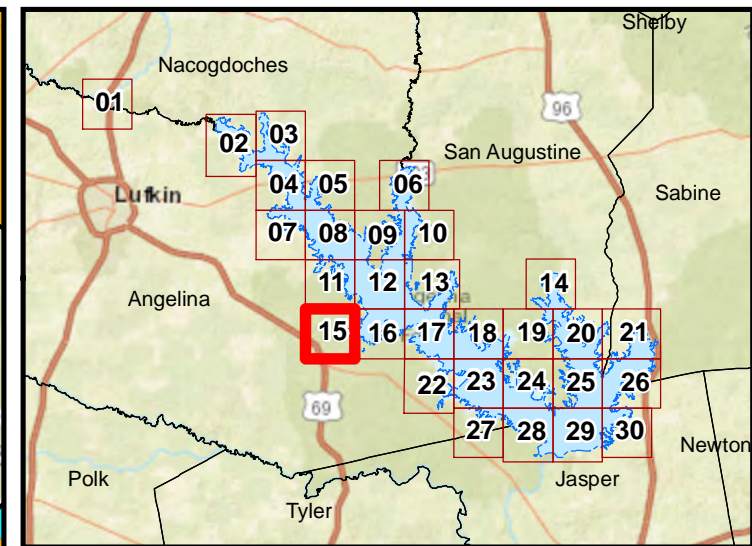 Shelby
Nacogdoches
01
96
03
02
San Augustine
04 05 06
Lufkin
Sabine
07 08 09 10
11 12 13 14
Angelina
15 16 17 18 19 20 21
22 23 24 25 26
69
27 28 29 30
Newton
Polk
Jasper
Tyler